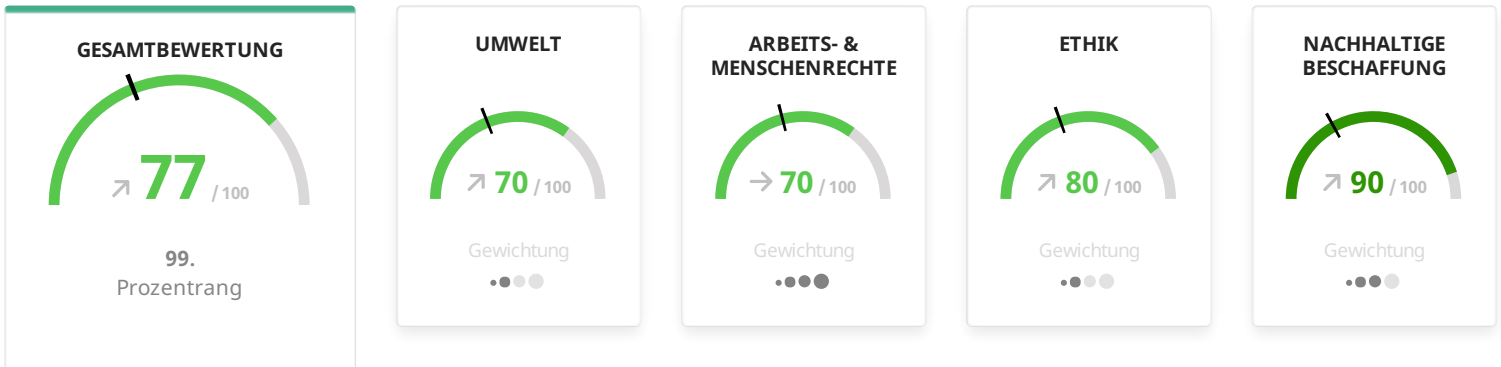 GESAMTBEWERTUNG
77 / 100
99.
Prozentrang
UMWELT
70 / 100
Gewichtung
ARBEITS- &
MENSCHENRECHTE
70 / 100
Gewichtung
ETHIK
80 / 100
Gewichtung
NACHHALTIGE
BESCHAFFUNG
90 / 100
Gewichtung